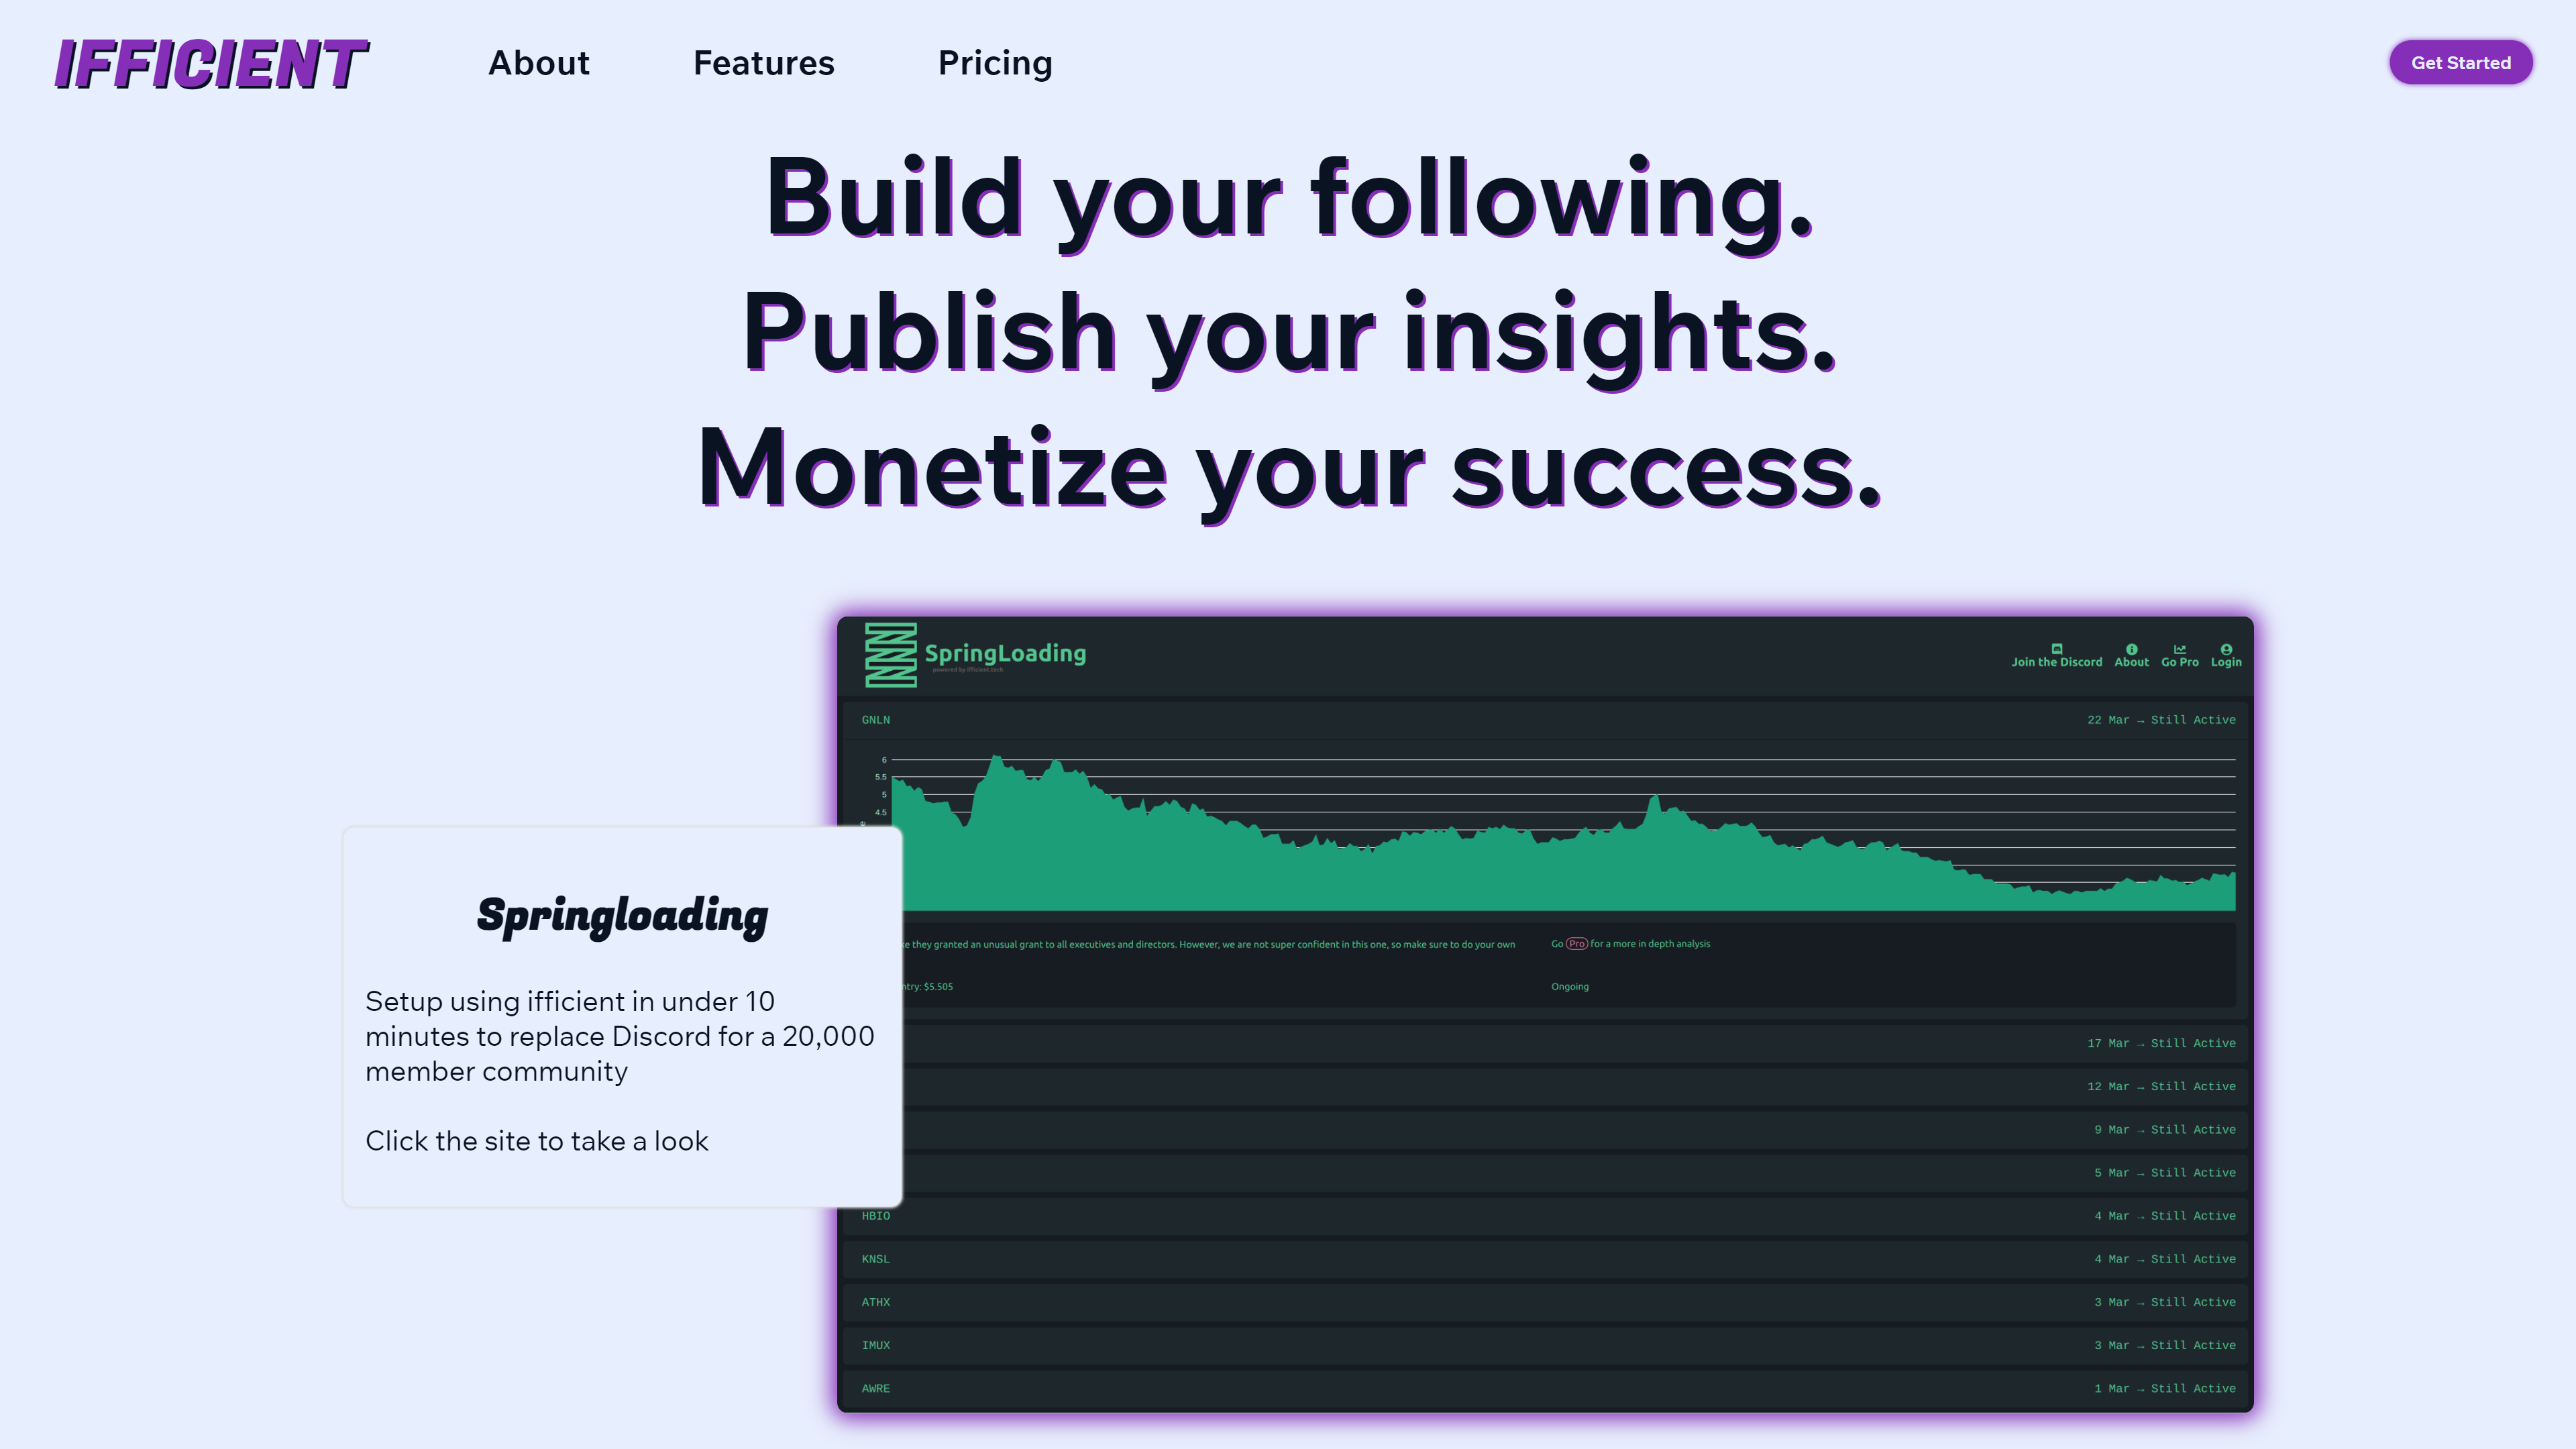 IFFICIENT
About
Features
Pricing
Get Started
Build your following.
Publish your insights.
Monetize your success.
SpringLoading
powered by ifficient.tech
Join the Discord
About
Go Pro
Login
GNLN
22 Mar → Still Active
6
5.5
5
4.5
Springloading
Setup using ifficient in under 10
minutes to replace Discord for a 20,000
member community
Click the site to take a look
they granted an unusual grant to all executives and directors. However, we are not super confident in this one, so make sure to do your own
Go Pro for a more in depth analysis
$5.505
Ongoing
17 Mar → Still Active
12 Mar → Still Active
9 Mar → Still Active
5 Mar → Still Active
HBIO
4 Mar → Still Active
KNSL
4 Mar → Still Active
ATHX
3 Mar → Still Active
IMUX
3 Mar → Still Active
AWRE
1 Mar → Still Active